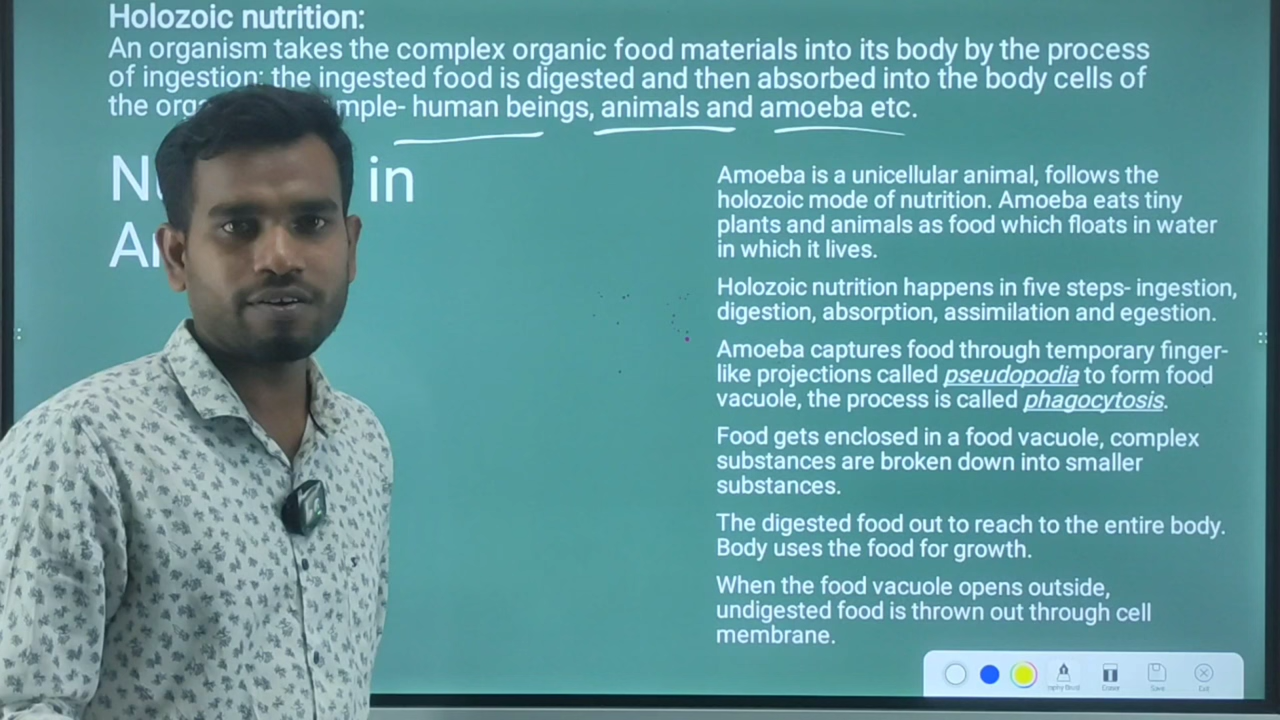 Holozoic nutrition:
An organism takes the complex organic food materials into its body by the process
of ingestion; the ingested food is digested and then absorbed into the body cells of
the human beings, animals and amoeba etc.
in
Amoeba is a unicellular animal, follows the
holozoic mode of nutrition. Amoeba eats tiny
plants and animals as food which floats in water
in which it lives.
Holozoic nutrition happens in five steps- ingestion,
digestion, absorption, assimilation and egestion.
Amoeba captures food through temporary finger-
like projections called pseudopodia to form food
vacuole, the process is called phagocytosis.
Food gets enclosed in a food vacuole, complex
substances are broken down into smaller
substances.
The digested food out to reach to the entire body.
Body uses the food for growth.
When the food vacuole opens outside,
undigested food is thrown out through cell
membrane.
Eraser Save Exit